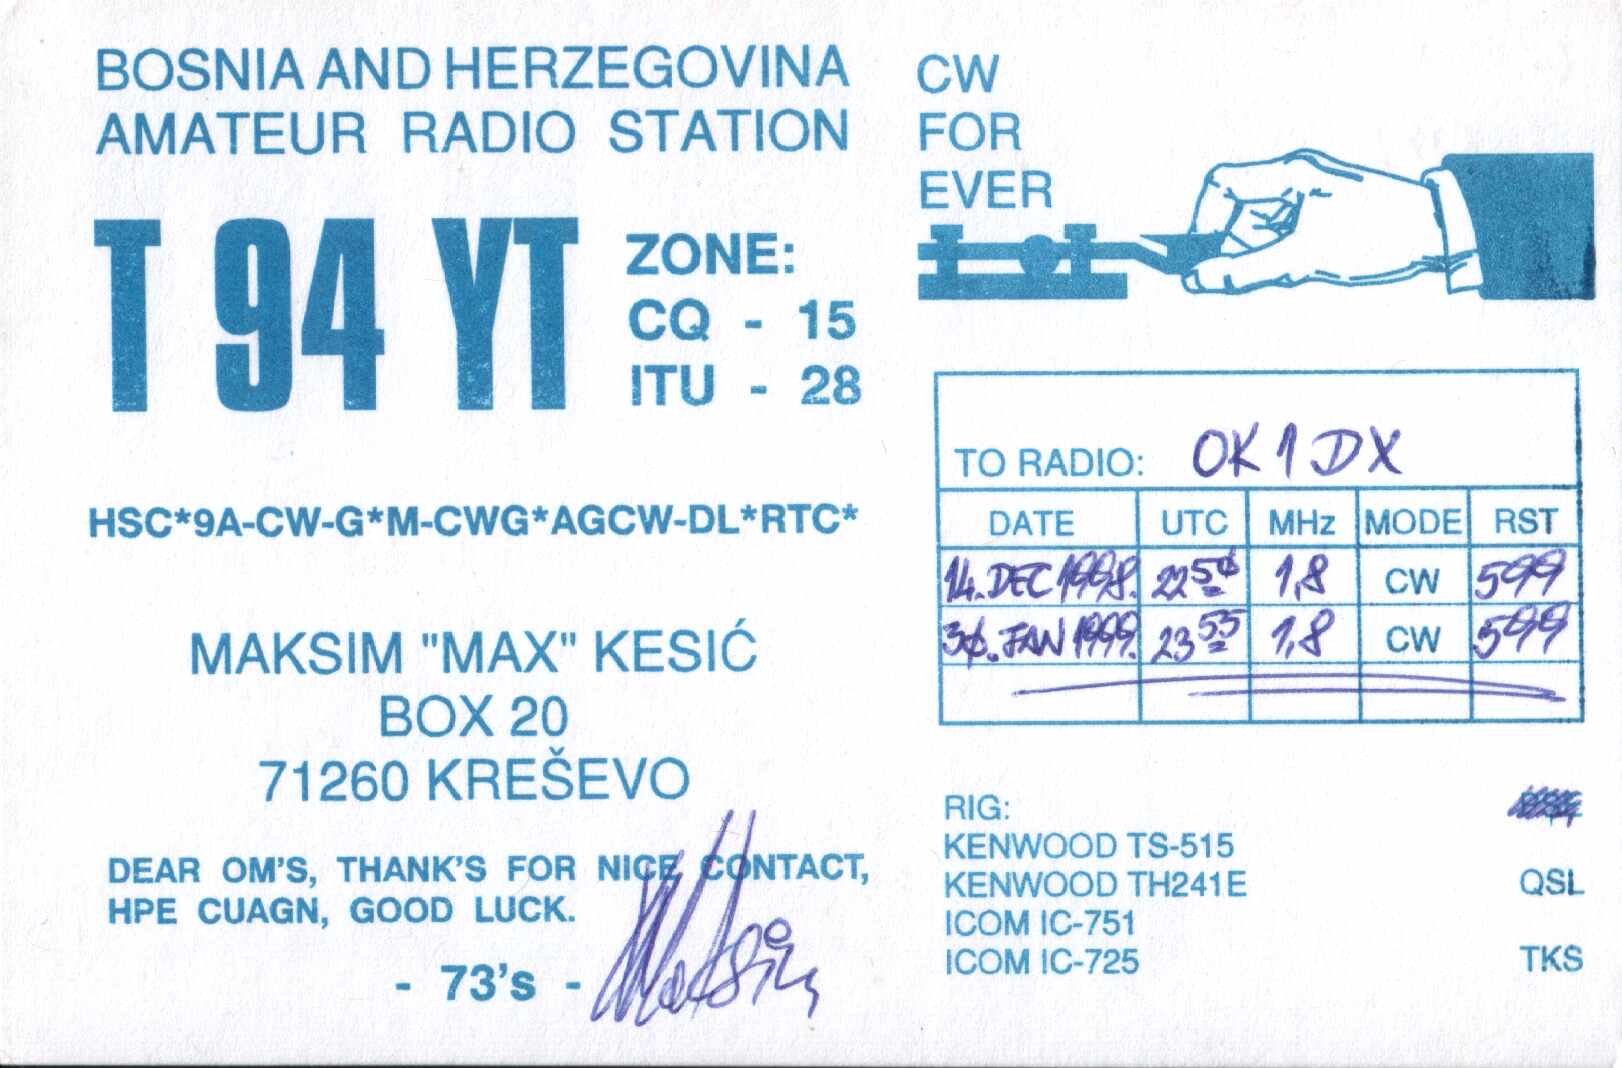 BOSNIA AND HERZEGOVINA
AMATEUR RADIO STATION
T 94 YT
ZONE:
CQ - 15
ITU - 28
HSC*9A-CW-G*M-CWG*AGCW-DL*RTC*
MAKSIM "MAX" KESIĆ
BOX 20
71260 KREŠEVO
DEAR OM'S, THANK'S FOR NICE CONTACT,
HPE CUAGN, GOOD LUCK.
- 73's - Maksim
CW
FOR
EVER
TO RADIO: OK1DX
DATE UTC MHz MODE RST
14. DEC 1998. 2250 1,8 CW 599
30. JAN 1999. 2355 1,8 CW 599
RIG:
KENWOOD TS-515
KENWOOD TH241E QSL
ICOM IC-751
ICOM IC-725 TKS